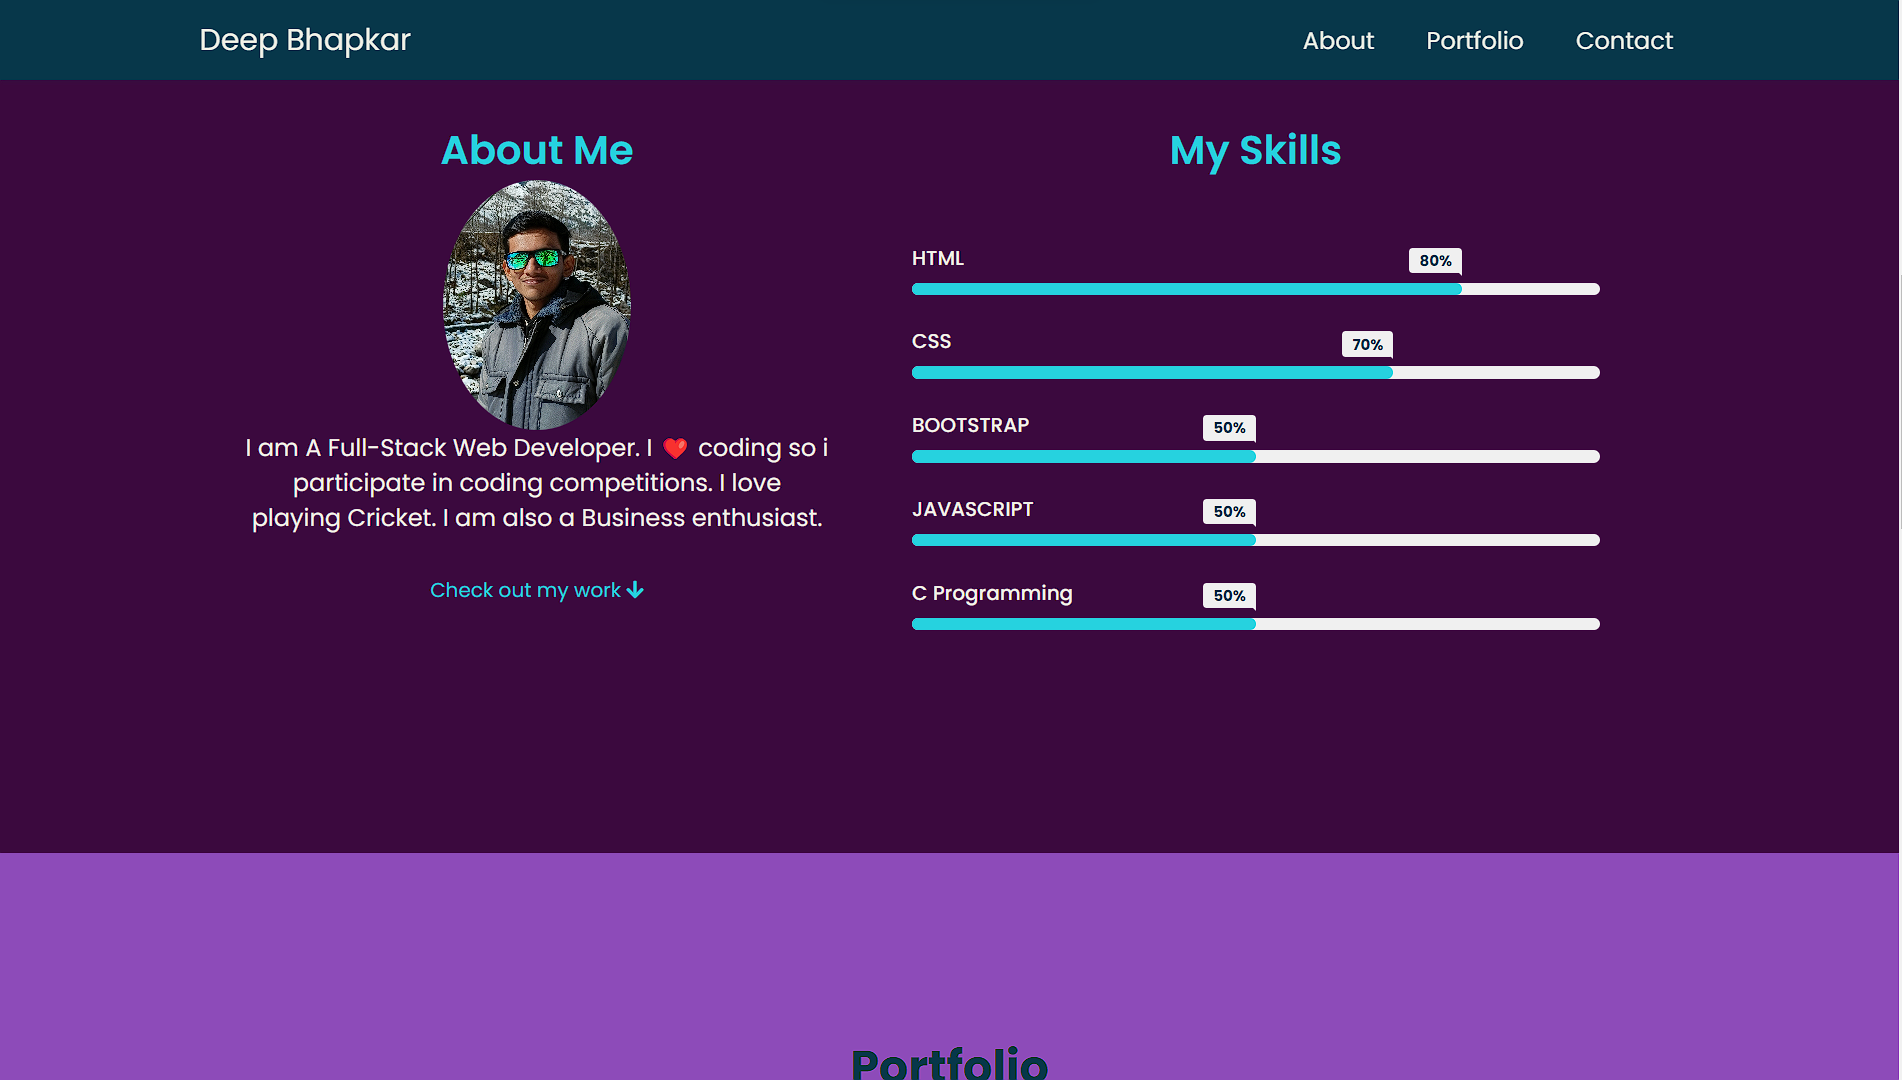 Deep Bhapkar
About Portfolio Contact
About Me
I am A Full-Stack Web Developer. I ❤️ coding so i
participate in coding competitions. I love
playing Cricket. I am also a Business enthusiast.
Check out my work
My Skills
HTML 80%
CSS 70%
BOOTSTRAP 50%
JAVASCRIPT 50%
C Programming 50%
Portfolio